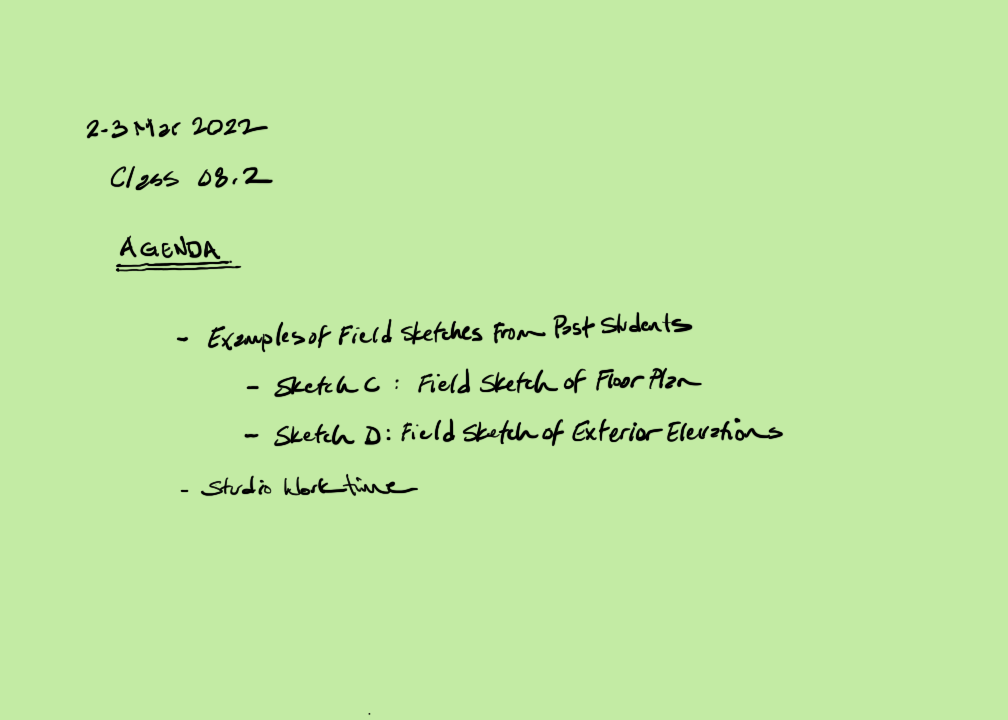 2-3 Mar 2022
Class 08.2
AGENDA
- Examples of Field Sketches From Past Students
- Sketch C : Field Sketch of Floor Plan
- Sketch D : Field Sketch of Exterior Elevations
- Studio Work time